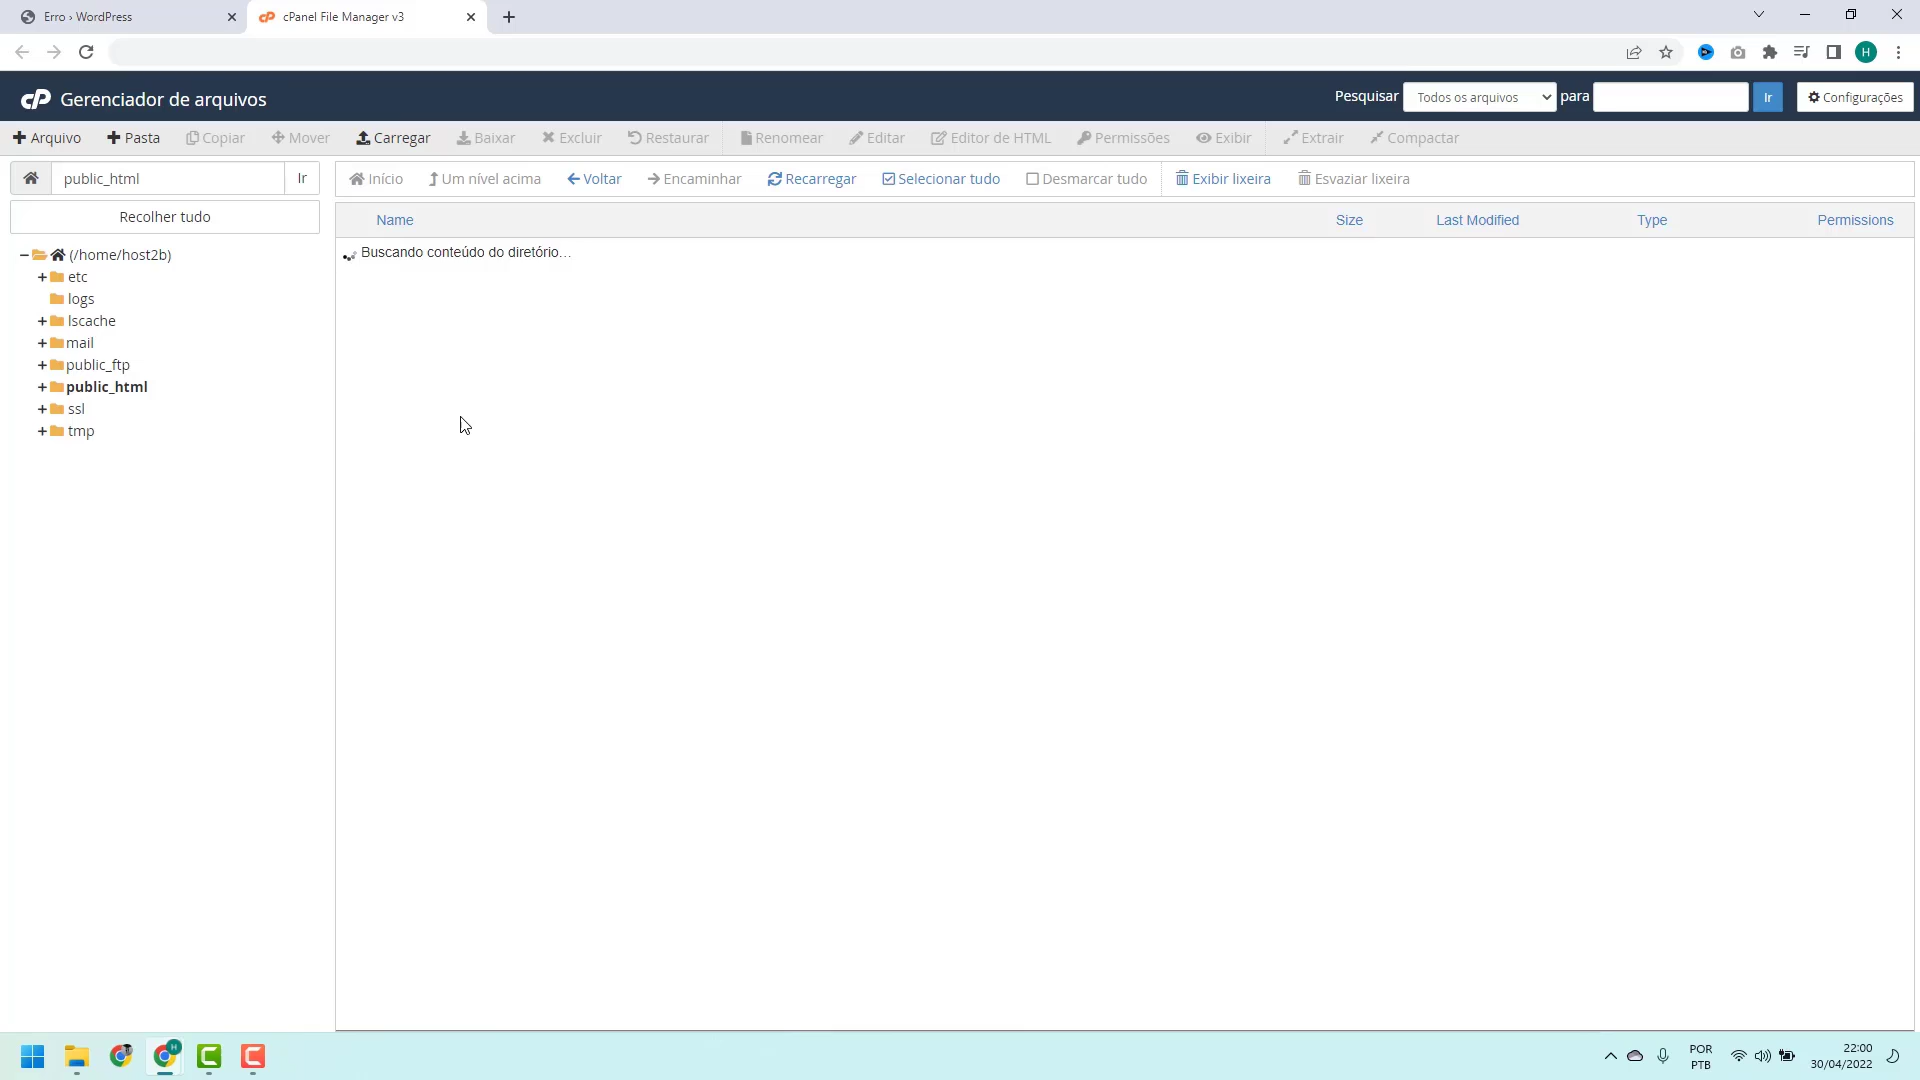 Erro › WordPress
cPanel File Manager v3
H
cP Gerenciador de arquivos
Pesquisar Todos os arquivos para Ir Configurações
Arquivo Pasta Copiar Mover Carregar Baixar Excluir Restaurar Renomear Editar Editor de HTML Permissões Exibir Extrair Compactar
public_html Ir
Início Um nível acima Voltar Encaminhar Recarregar Selecionar tudo Desmarcar tudo Exibir lixeira Esvaziar lixeira
Recolher tudo
Name Size Last Modified Type Permissions
Buscando conteúdo do diretório…
(/home/host2b)
etc
logs
lscache
mail
public_ftp
public_html
ssl
tmp
H
POR
PTB
22:00
30/04/2022